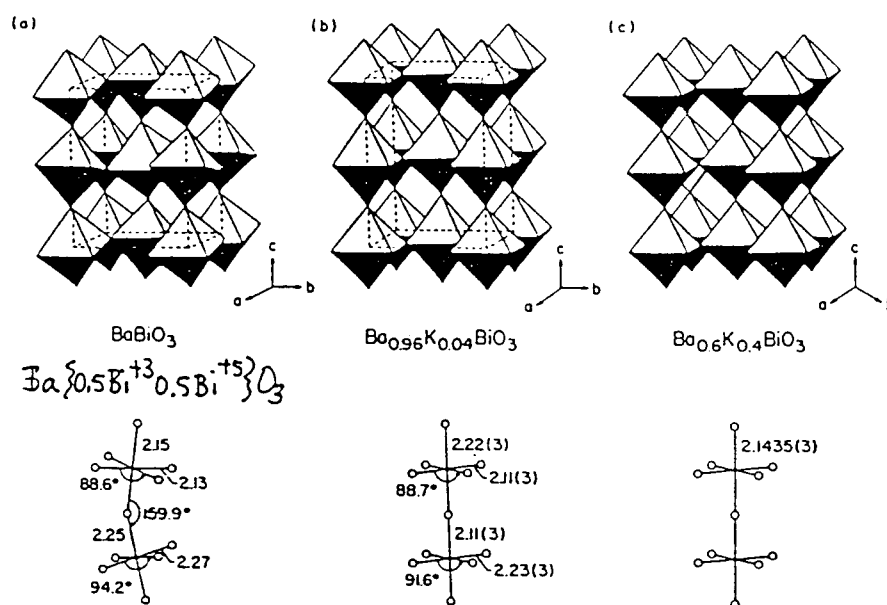 (a)
(b)
(c)
c
a
b
c
a
b
c
a
BaBiO₃
Ba₀.₉₆K₀.₀₄BiO₃
Ba₀.₆K₀.₄BiO₃
Ba{0.5Bi⁺³ 0.5Bi⁺⁵}O₃
2.15
88.6°
2.13
159.9°
2.25
2.27
94.2°
2.22(3)
88.7°
2.11(3)
2.11(3)
91.6°
2.23(3)
2.1435(3)